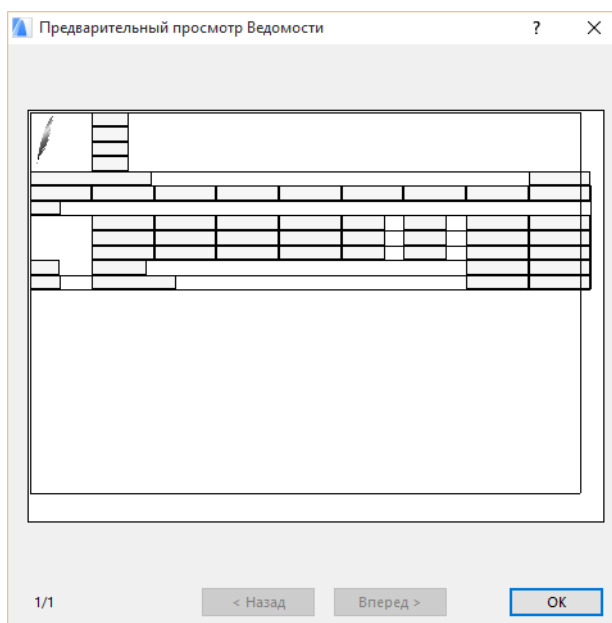 Предварительный просмотр Ведомости
?
1/1
< Назад
Вперед >
OK